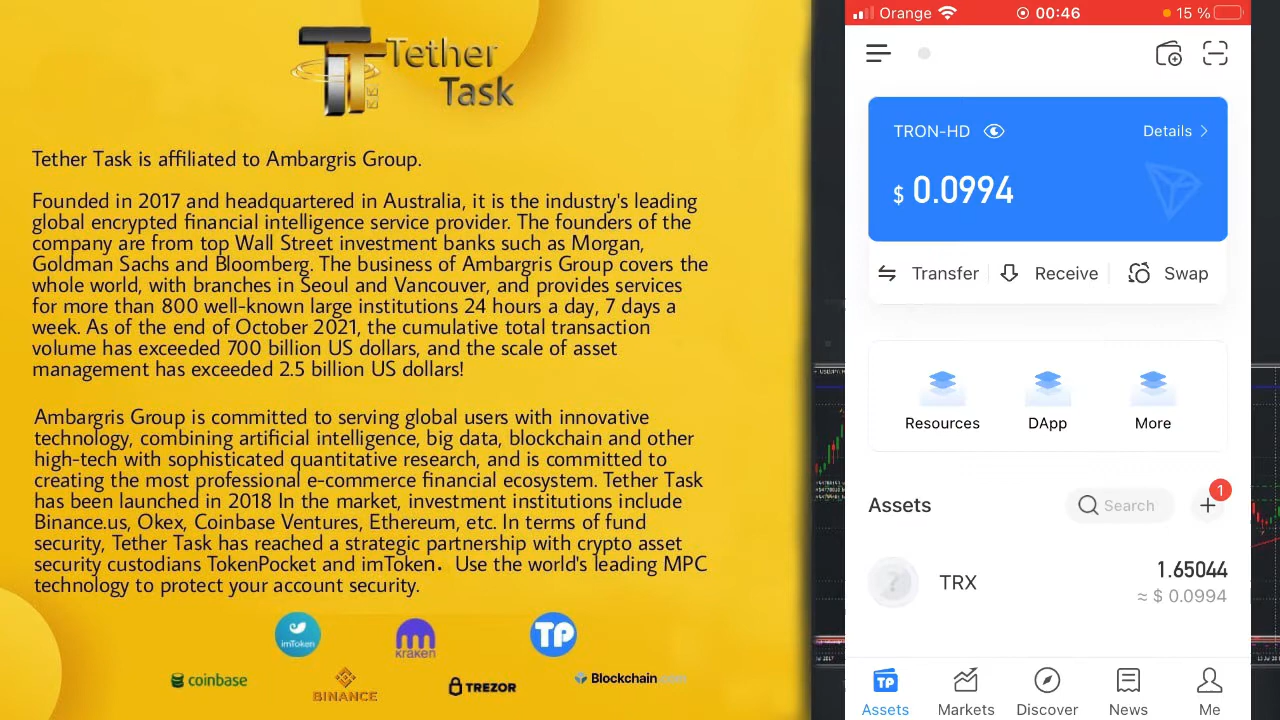 Tether
Task
Tether Task is affiliated to Ambargris Group.
Founded in 2017 and headquartered in Australia, it is the industry's leading
global encrypted financial intelligence service provider. The founders of the
company are from top Wall Street investment banks such as Morgan,
Goldman Sachs and Bloomberg. The business of Ambargris Group covers the
whole world, with branches in Seoul and Vancouver, and provides services
for more than 800 well-known large institutions 24 hours a day, 7 days a
week. As of the end of October 2021, the cumulative total transaction
volume has exceeded 700 billion US dollars, and the scale of asset
management has exceeded 2.5 billion US dollars!
Ambargris Group is committed to serving global users with innovative
technology, combining artificial intelligence, big data, blockchain and other
high-tech with sophisticated quantitative research, and is committed to
creating the most professional e-commerce financial ecosystem. Tether Task
has been launched in 2018 In the market, investment institutions include
Binance.us, Okex, Coinbase Ventures, Ethereum, etc. In terms of fund
security, Tether Task has reached a strategic partnership with crypto asset
security custodians TokenPocket and imToken. Use the world's leading MPC
technology to protect your account security.
imToken
kraken
TP
coinbase
BINANCE
TREZOR
Blockchain.com
Orange
00:46
15 %
TRON-HD
Details
$ 0.0994
Transfer
Receive
Swap
Resources
DApp
More
Assets
Search
1
TRX
1.65044
≈ $ 0.0994
TP
Assets
Markets
Discover
News
Me